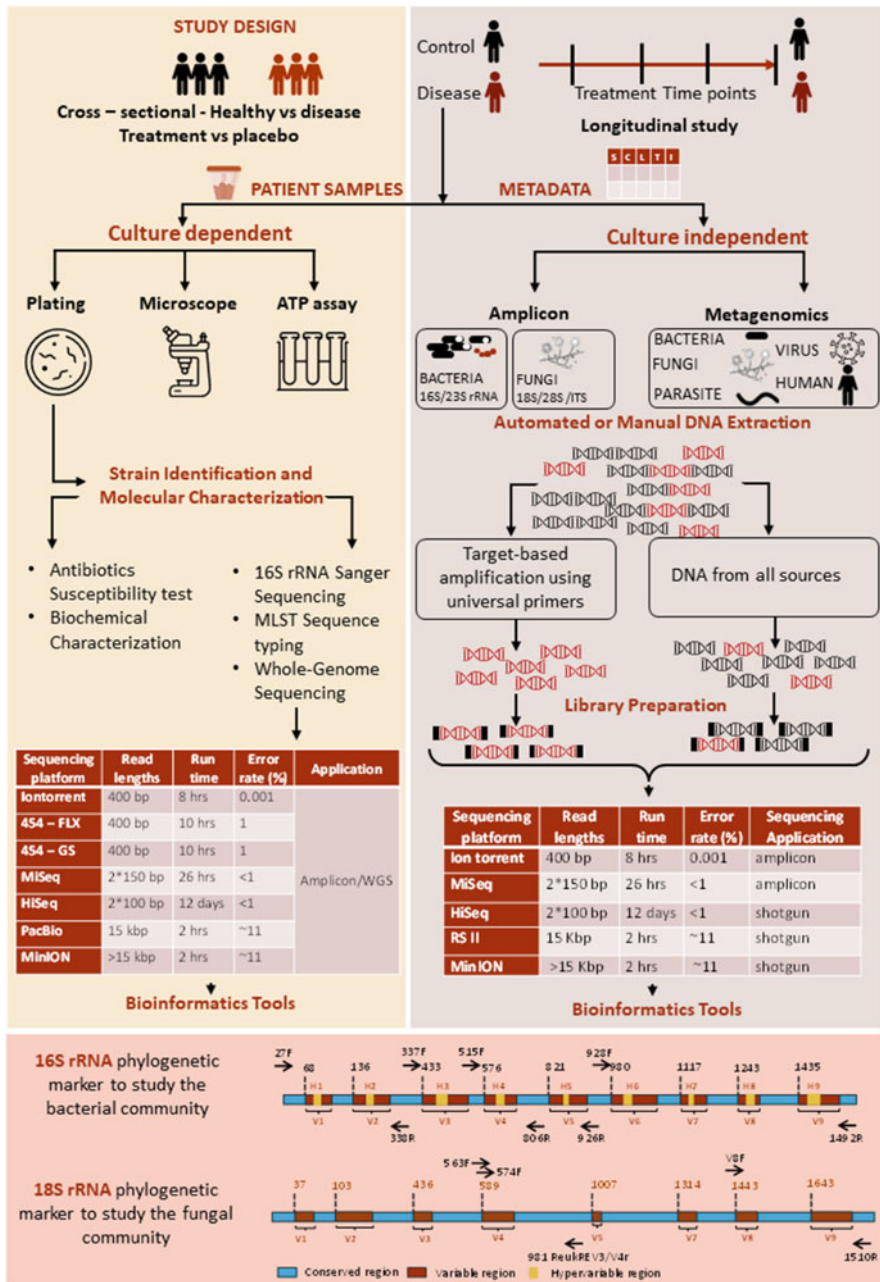 STUDY DESIGN
Cross – sectional - Healthy vs disease
Treatment vs placebo
Control
Disease
Treatment Time points
Longitudinal study
S C L T I
PATIENT SAMPLES
METADATA
Culture dependent
Culture independent
Plating
Microscope
ATP assay
Amplicon
Metagenomics
BACTERIA
16S/23S rRNA
FUNGI
18S/28S /ITS
BACTERIA
FUNGI
PARASITE
VIRUS
HUMAN
Automated or Manual DNA Extraction
Strain Identification and
Molecular Characterization
• Antibiotics
Susceptibility test
• Biochemical
Characterization
• 16S rRNA Sanger
Sequencing
• MLST Sequence
typing
• Whole-Genome
Sequencing
Target-based
amplification using
universal primers
DNA from all sources
Library Preparation
Sequencing platform Read lengths Run time Error rate (%) Application
Iontorrent 400 bp 8 hrs 0.001
454 – FLX 400 bp 10 hrs 1
454 – GS 400 bp 10 hrs 1
MiSeq 2*150 bp 26 hrs <1 Amplicon/WGS
HiSeq 2*100 bp 12 days <1
PacBio 15 kbp 2 hrs ~11
MinION >15 kbp 2 hrs ~11
Bioinformatics Tools
Sequencing platform Read lengths Run time Error rate (%) Sequencing Application
Ion torrent 400 bp 8 hrs 0.001 amplicon
MiSeq 2*150 bp 26 hrs <1 amplicon
HiSeq 2*100 bp 12 days <1 shotgun
RS II 15 Kbp 2 hrs ~11 shotgun
MinION >15 Kbp 2 hrs ~11 shotgun
Bioinformatics Tools
16S rRNA phylogenetic
marker to study the
bacterial community
27F 337F 515F 928F
68 136 433 576 821 980 1117 1243 1435
H1 H2 H3 H4 H5 H6 H7 H8 H9
V1 V2 V3 V4 V5 V6 V7 V8 V9
338R 806R 926R 1492R
18S rRNA phylogenetic
marker to study the fungal
community
563F 574F V8F
37 103 436 589 1007 1314 1443 1643
V1 V2 V3 V4 V5 V7 V8 V9
981 ReukREV3/V4r 1510R
Conserved region Variable region Hypervariable region